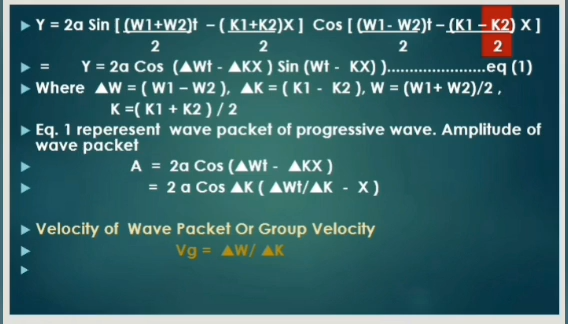 Y = 2a Sin [ (W1+W2)t – ( K1+K2)X ] Cos [ (W1- W2)t – (K1 – K2) X ]
2 2 2 2
= Y = 2a Cos (▲Wt - ▲KX ) Sin (Wt - KX) )........................eq (1)
Where ▲W = ( W1 – W2 ), ▲K = ( K1 - K2 ), W = (W1+ W2)/2 ,
K =( K1 + K2 ) / 2
Eq. 1 reperesent wave packet of progressive wave. Amplitude of
wave packet
A = 2a Cos (▲Wt - ▲KX )
= 2 a Cos ▲K ( ▲Wt/▲K - X )
Velocity of Wave Packet Or Group Velocity
Vg = ▲W/ ▲K